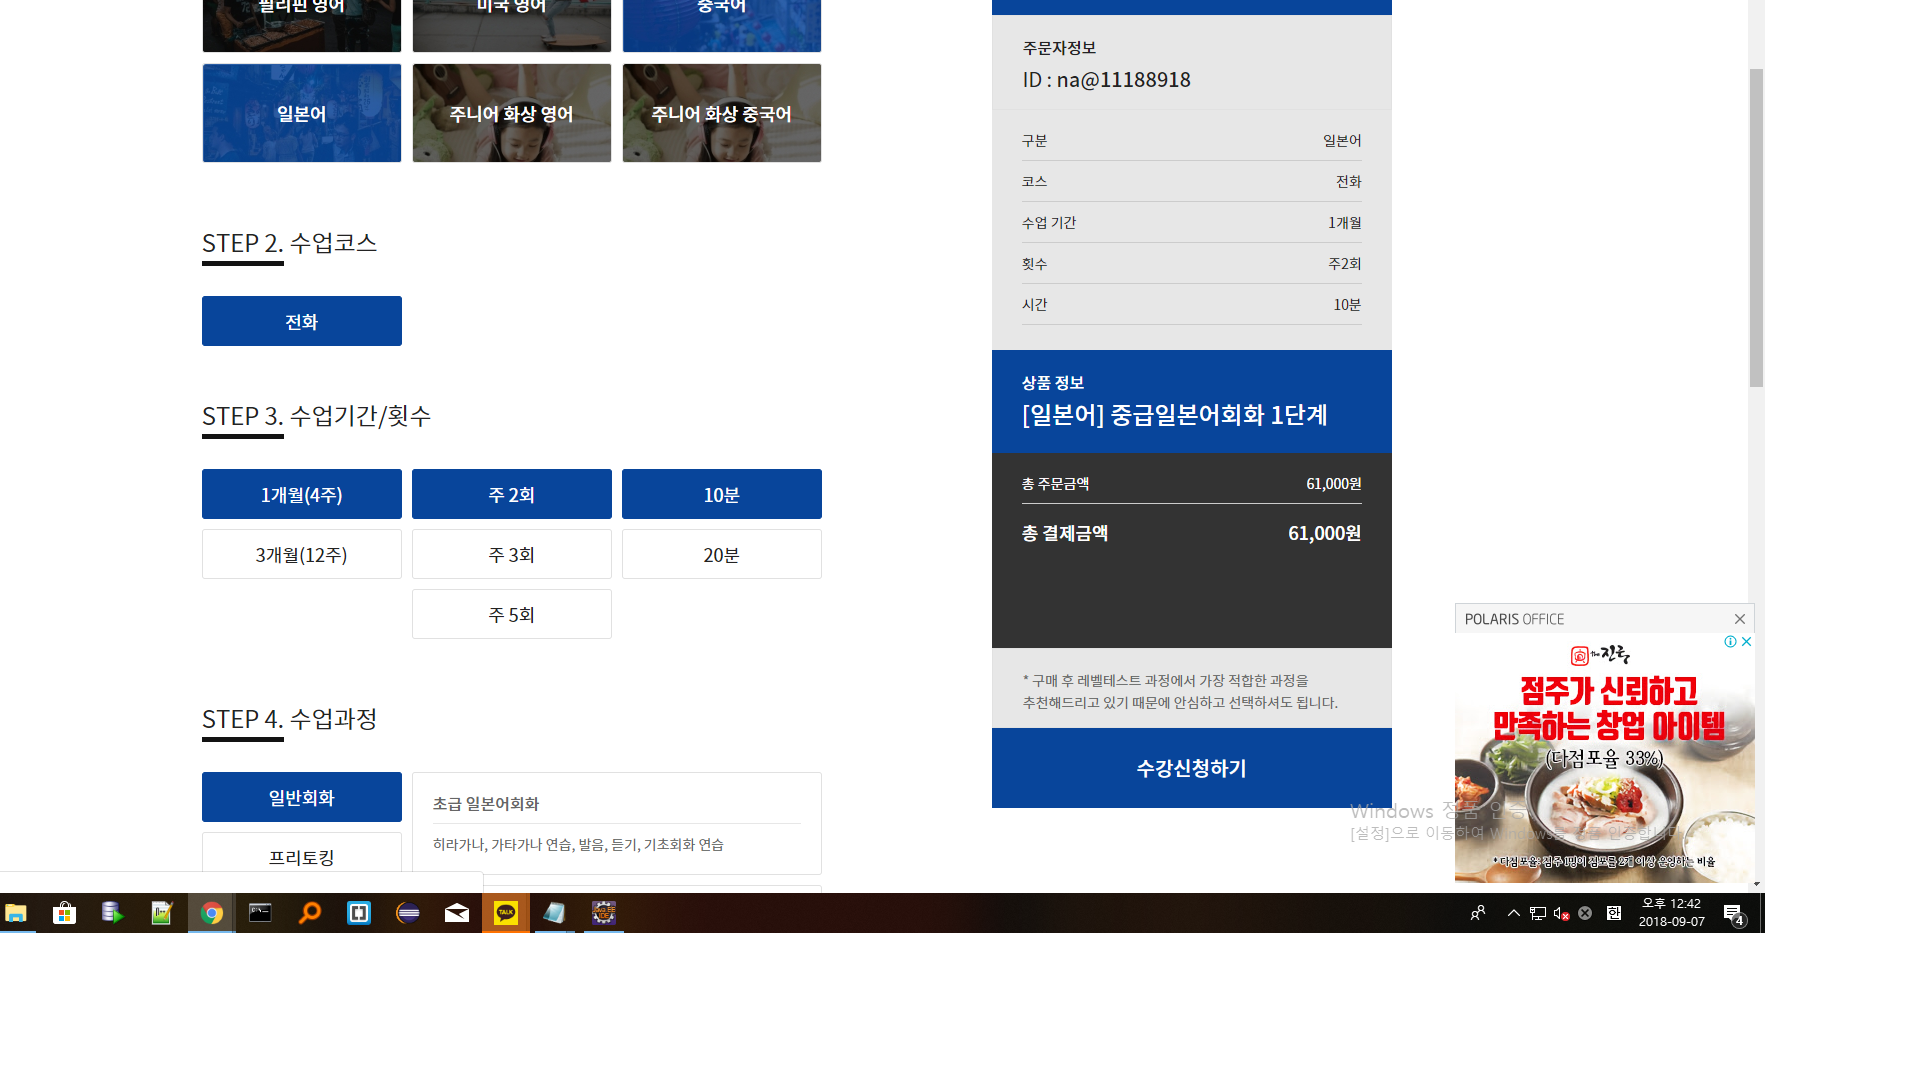 필리핀 영어
미국 영어
중국어
일본어
주니어 화상 영어
주니어 화상 중국어
STEP 2. 수업코스
전화
STEP 3. 수업기간/횟수
1개월(4주)
주 2회
10분
3개월(12주)
주 3회
20분
주 5회
STEP 4. 수업과정
일반회화
프리토킹
초급 일본어회화
히라가나, 가타가나 연습, 발음, 듣기, 기초회화 연습
주문자정보
ID : na@11188918
구분 일본어
코스 전화
수업 기간 1개월
횟수 주2회
시간 10분
상품 정보
[일본어] 중급일본어회화 1단계
총 주문금액 61,000원
총 결제금액 61,000원
* 구매 후 레벨테스트 과정에서 가장 적합한 과정을
추천해드리고 있기 때문에 안심하고 선택하셔도 됩니다.
수강신청하기
POLARIS OFFICE
the진국
점주가 신뢰하고
만족하는 창업 아이템
(다점포율 33%)
* 다점포율: 점주 1명이 점포를 2개 이상 운영하는 비율
Windows 정품 인증
[설정]으로 이동하여 Windows를 정품 인증합니다.
TALK
JAVA EE
IDE
한
오후 12:42
2018-09-07
4